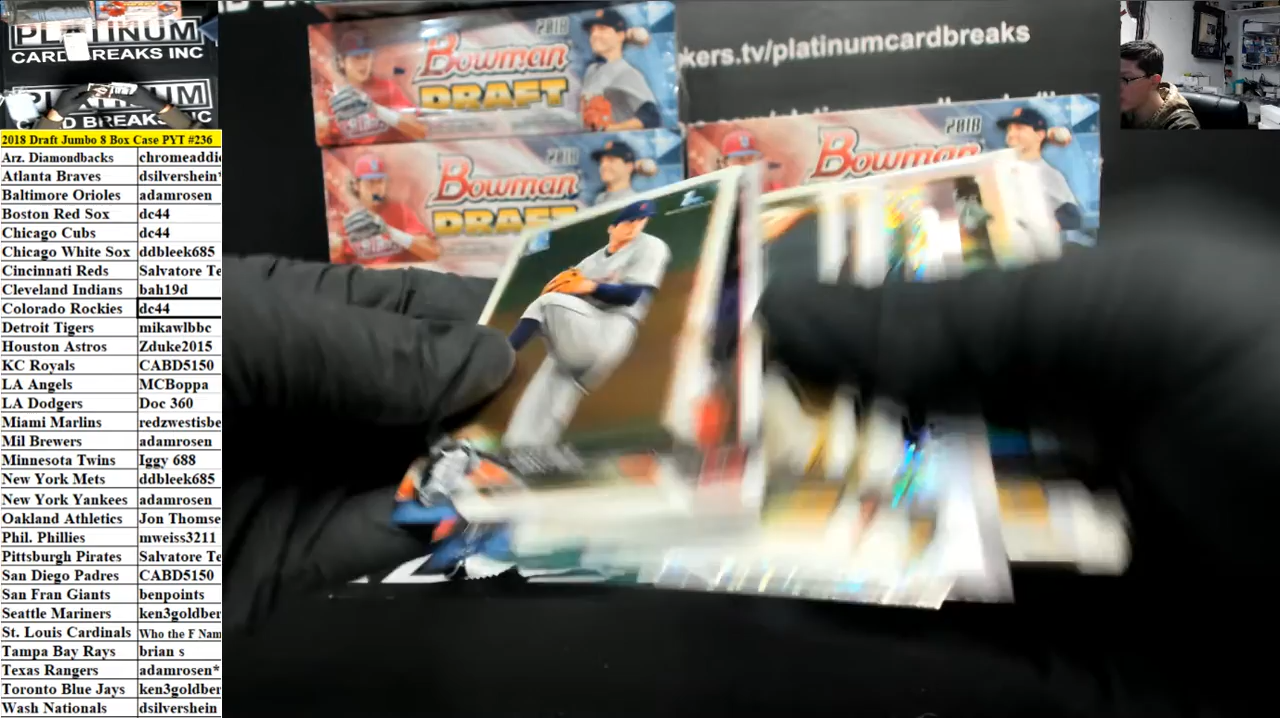 PLATINUM
CARD BREAKS INC
2018 Draft Jumbo 8 Box Case PYT #236
Arz. Diamondbacks chromeaddi
Atlanta Braves dsilvershein*
Baltimore Orioles adamrosen
Boston Red Sox dc44
Chicago Cubs dc44
Chicago White Sox ddbleek685
Cincinnati Reds Salvatore Te
Cleveland Indians bah19d
Colorado Rockies dc44
Detroit Tigers mikawlbbc
Houston Astros Zduke2015
KC Royals CABD5150
LA Angels MCBoppa
LA Dodgers Doc 360
Miami Marlins redzwestisbe
Mil Brewers adamrosen
Minnesota Twins Iggy 688
New York Mets ddbleek685
New York Yankees adamrosen
Oakland Athletics Jon Thomse
Phil. Phillies mweiss3211
Pittsburgh Pirates Salvatore Te
San Diego Padres CABD5150
San Fran Giants benpoints
Seattle Mariners ken3goldber
St. Louis Cardinals Who the F Nam
Tampa Bay Rays brian s
Texas Rangers adamrosen*
Toronto Blue Jays ken3goldber
Wash Nationals dsilvershein
kers.tv/platinumcardbreaks
2018
Bowman
DRAFT
2018
Bowman
DRAFT
2018
Bowman